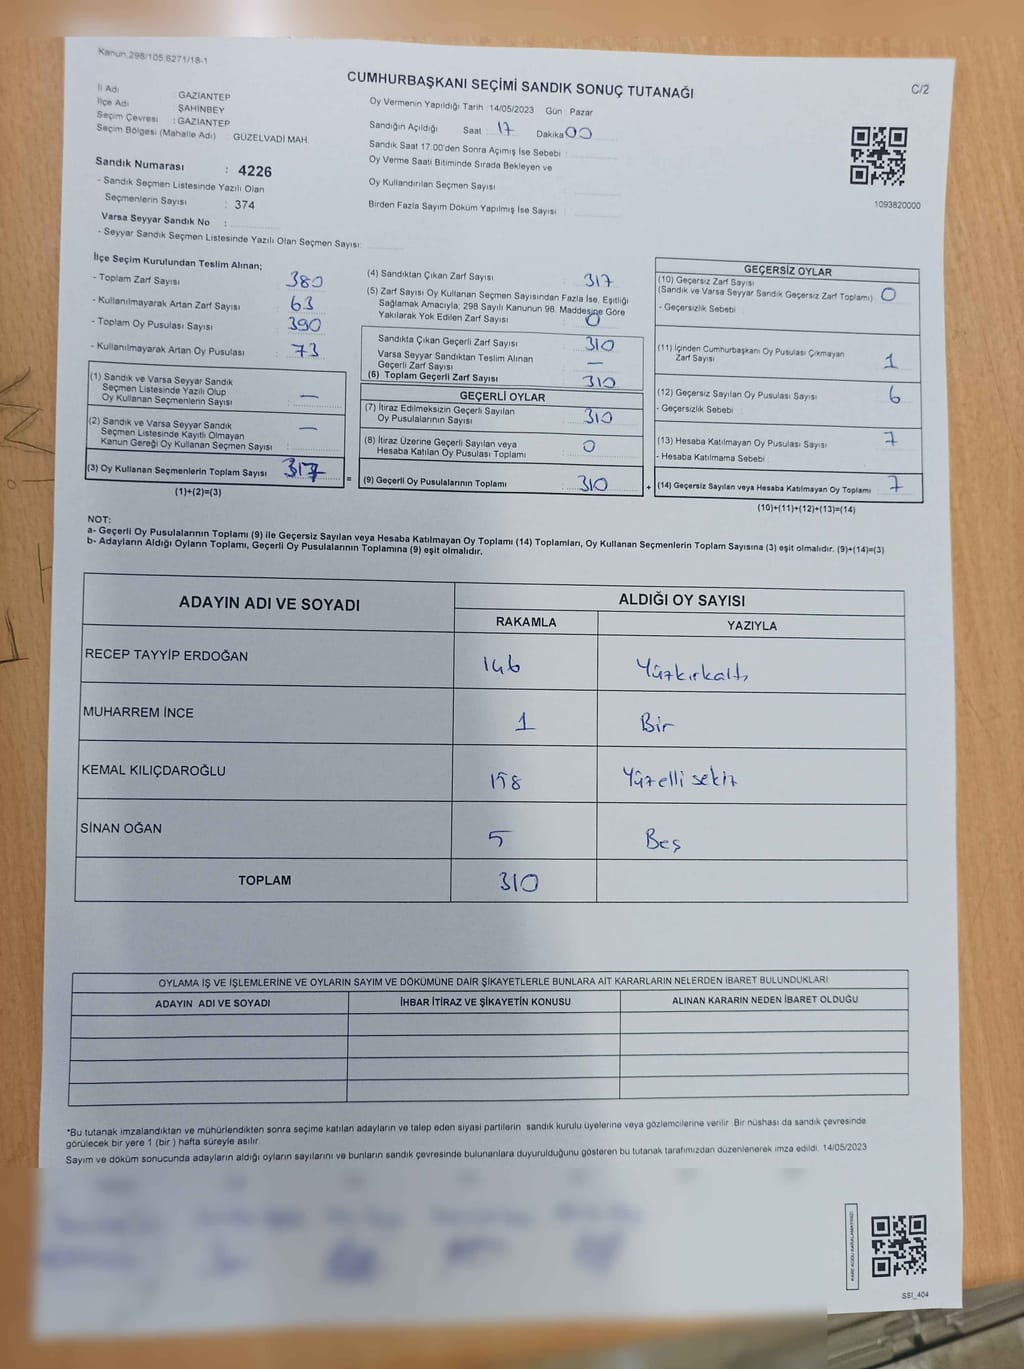 Kanun:298/105;6271/18-1
CUMHURBAŞKANI SEÇİMİ SANDIK SONUÇ TUTANAĞI
C/2
İl Adı : GAZİANTEP
İlçe Adı : ŞAHİNBEY
Seçim Çevresi : GAZİANTEP
Seçim Bölgesi (Mahalle Adı) : GÜZELVADİ MAH.
Sandık Numarası : 4226
- Sandık Seçmen Listesinde Yazılı Olan
Seçmenlerin Sayısı : 374
Varsa Seyyar Sandık No :
- Seyyar Sandık Seçmen Listesinde Yazılı Olan Seçmen Sayısı:
Oy Vermenin Yapıldığı Tarih : 14/05/2023 Gün : Pazar
Sandığın Açıldığı Saat : 17 Dakika 00
Sandık Saat 17:00'den Sonra Açımış İse Sebebi :
Oy Verme Saati Bitiminde Sırada Bekleyen ve
Oy Kullandırılan Seçmen Sayısı
Birden Fazla Sayım Döküm Yapılmış İse Sayısı :
1093820000
İlçe Seçim Kurulundan Teslim Alınan;
- Toplam Zarf Sayısı : 380
- Kullanılmayarak Artan Zarf Sayısı : 63
- Toplam Oy Pusulası Sayısı : 390
- Kullanılmayarak Artan Oy Pusulası : 73
(1) Sandık ve Varsa Seyyar Sandık
Seçmen Listesinde Yazılı Olup
Oy Kullanan Seçmenlerin Sayısı : —
(2) Sandık ve Varsa Seyyar Sandık
Seçmen Listesinde Kayıtlı Olmayan
Kanun Gereği Oy Kullanan Seçmen Sayısı : —
(3) Oy Kullanan Seçmenlerin Toplam Sayısı : 317
(1)+(2)=(3)
=
(4) Sandıktan Çıkan Zarf Sayısı : 317
(5) Zarf Sayısı Oy Kullanan Seçmen Sayısından Fazla İse, Eşitliği
Sağlamak Amacıyla; 298 Sayılı Kanunun 98. Maddesine Göre
Yakılarak Yok Edilen Zarf Sayısı : 0
Sandıkta Çıkan Geçerli Zarf Sayısı : 310
Varsa Seyyar Sandıktan Teslim Alınan
Geçerli Zarf Sayısı : —
(6) Toplam Geçerli Zarf Sayısı : 310
GEÇERLİ OYLAR
(7) İtiraz Edilmeksizin Geçerli Sayılan
Oy Pusulalarının Sayısı : 310
(8) İtiraz Üzerine Geçerli Sayılan veya
Hesaba Katılan Oy Pusulası Toplamı : 0
(9) Geçerli Oy Pusulalarının Toplamı : 310
+
GEÇERSİZ OYLAR
(10) Geçersiz Zarf Sayısı
(Sandık ve Varsa Seyyar Sandık Geçersiz Zarf Toplamı) : 0
- Geçersizlik Sebebi
(11) İçinden Cumhurbaşkanı Oy Pusulası Çıkmayan
Zarf Sayısı : 1
(12) Geçersiz Sayılan Oy Pusulası Sayısı : 6
- Geçersizlik Sebebi
(13) Hesaba Katılmayan Oy Pusulası Sayısı : 7
- Hesaba Katılmama Sebebi :
(14) Geçersiz Sayılan veya Hesaba Katılmayan Oy Toplamı : 7
(10)+(11)+(12)+(13)=(14)
NOT:
a- Geçerli Oy Pusulalarının Toplamı (9) ile Geçersiz Sayılan veya Hesaba Katılmayan Oy Toplamı (14) Toplamları, Oy Kullanan Seçmenlerin Toplam Sayısına (3) eşit olmalıdır. (9)+(14)=(3)
b- Adayların Aldığı Oyların Toplamı, Geçerli Oy Pusulalarının Toplamına (9) eşit olmalıdır.
ADAYIN ADI VE SOYADI ALDIĞI OY SAYISI
RAKAMLA YAZIYLA
RECEP TAYYİP ERDOĞAN 146 Yüzkırkaltı
MUHARREM İNCE 1 Bir
KEMAL KILIÇDAROĞLU 158 Yüzelli sekiz
SİNAN OĞAN 5 Beş
TOPLAM 310
OYLAMA İŞ VE İŞLEMLERİNE VE OYLARIN SAYIM VE DÖKÜMÜNE DAİR ŞİKAYETLERLE BUNLARA AİT KARARLARIN NELERDEN İBARET BULUNDUKLARI
ADAYIN ADI VE SOYADI İHBAR İTİRAZ VE ŞİKAYETİN KONUSU ALINAN KARARIN NEDEN İBARET OLDUĞU
*Bu tutanak imzalandıktan ve mühürlendikten sonra seçime katılan adayların ve talep eden siyasi partilerin sandık kurulu üyelerine veya gözlemcilerine verilir. Bir nüshası da sandık çevresinde
görülecek bir yere 1 (bir ) hafta süreyle asılır.
Sayım ve döküm sonucunda adayların aldığı oyların sayılarını ve bunların sandık çevresinde bulunanlara duyurulduğunu gösteren bu tutanak tarafımızdan düzenlenerek imza edildi. 14/05/2023
SSI_404